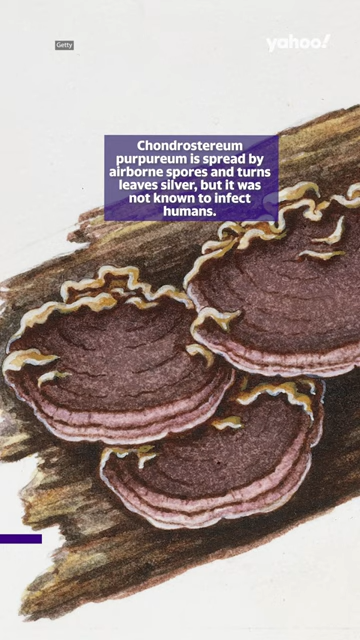 Getty
yahoo!
Chondrostereum
purpureum is spread by
airborne spores and turns
leaves silver, but it was
not known to infect
humans.